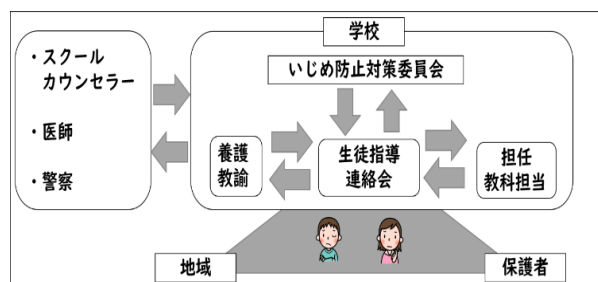 学校
・スクール
カウンセラー
・医師
・警察
いじめ防止対策委員会
養護
教諭
生徒指導
連絡会
担任
教科担当
地域
保護者